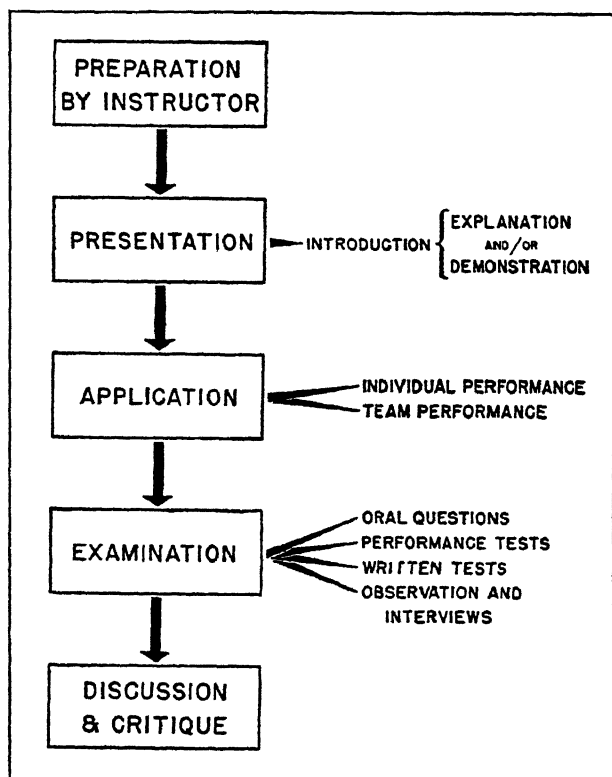 PREPARATION
BY INSTRUCTOR
PRESENTATION
INTRODUCTION
EXPLANATION
AND/OR
DEMONSTRATION
APPLICATION
INDIVIDUAL PERFORMANCE
TEAM PERFORMANCE
EXAMINATION
ORAL QUESTIONS
PERFORMANCE TESTS
WRITTEN TESTS
OBSERVATION AND
INTERVIEWS
DISCUSSION
& CRITIQUE